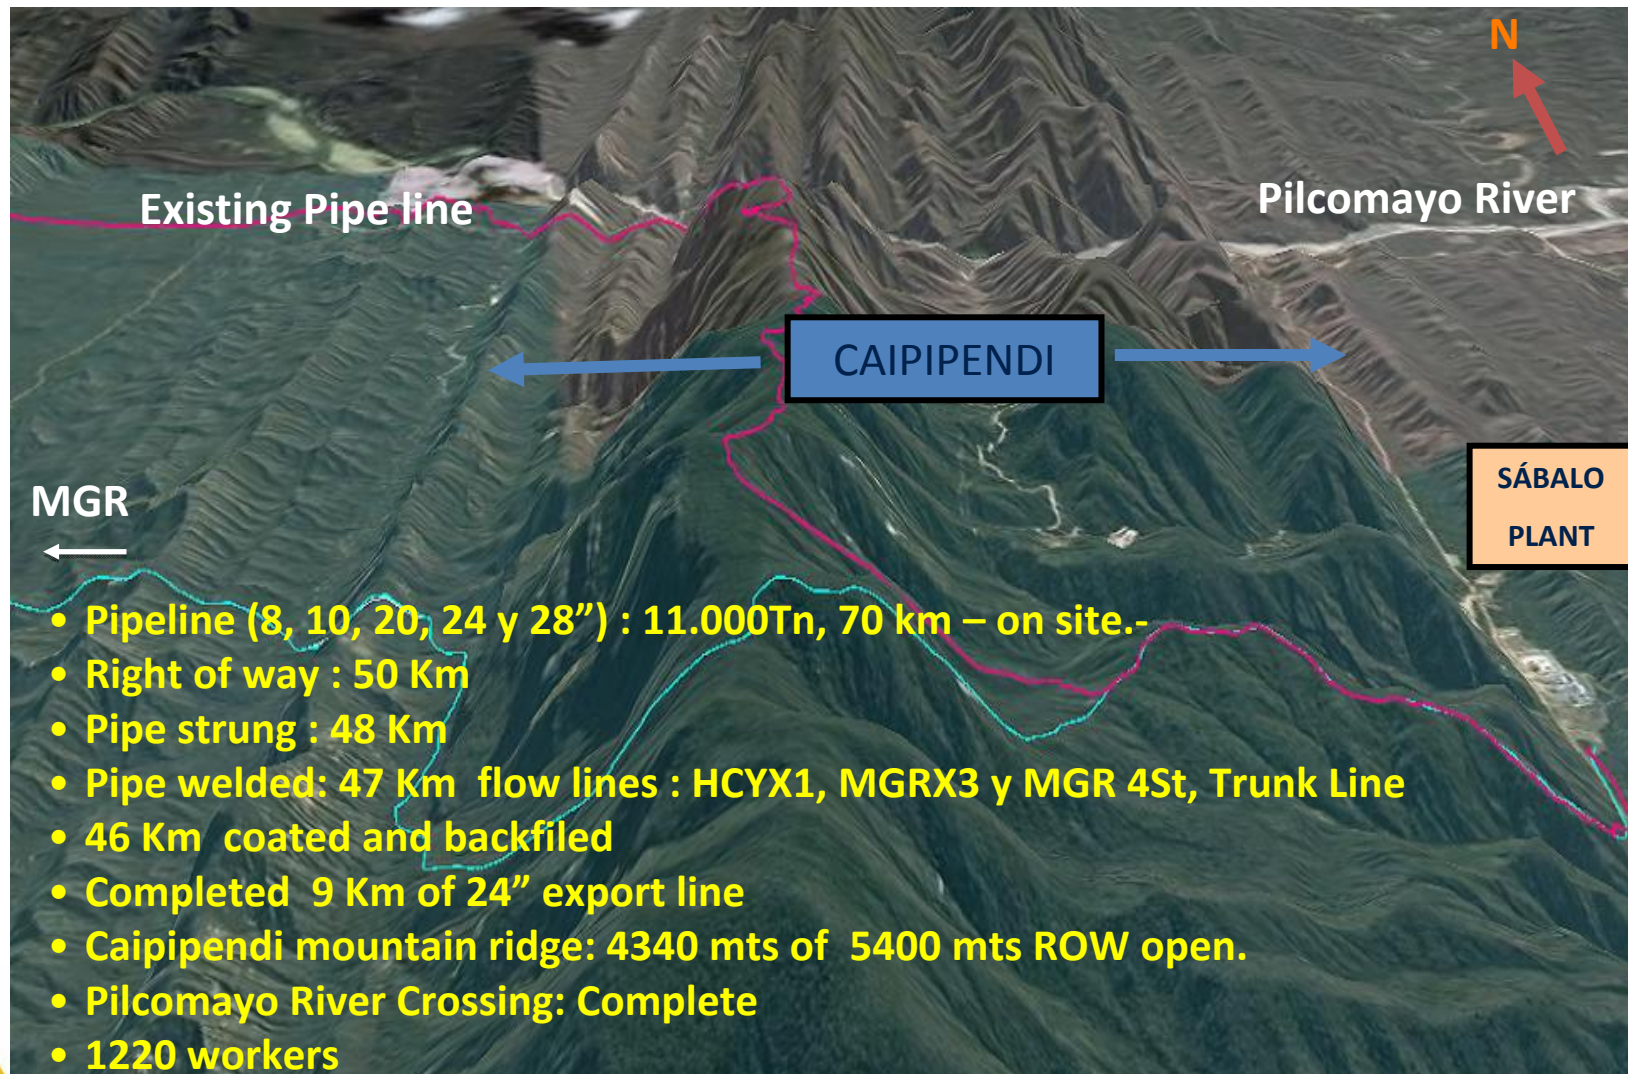 N
Existing Pipe line
Pilcomayo River
CAIPIPENDI
SÁBALO
PLANT
MGR
• Pipeline (8, 10, 20, 24 y 28”) : 11.000Tn, 70 km – on site.-
• Right of way : 50 Km
• Pipe strung : 48 Km
• Pipe welded: 47 Km  flow lines : HCYX1, MGRX3 y MGR 4St, Trunk Line
• 46 Km  coated and backfiled
• Completed  9 Km of 24” export line
• Caipipendi mountain ridge: 4340 mts of  5400 mts ROW open.
• Pilcomayo River Crossing: Complete
• 1220 workers